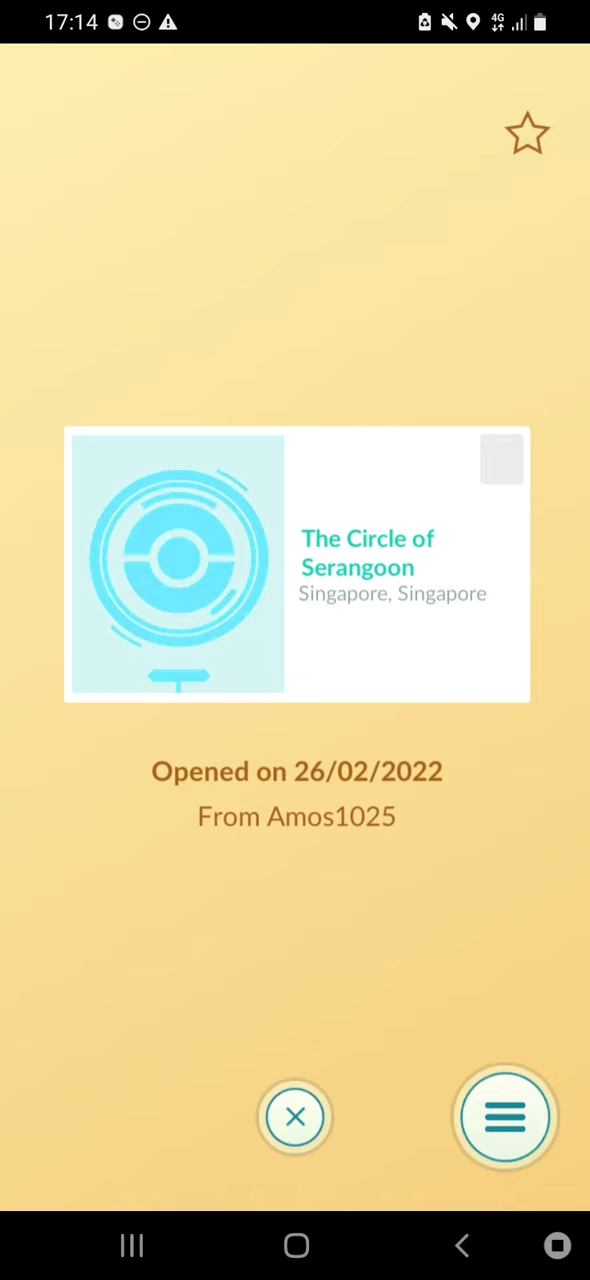 17:14
4G
The Circle of
Serangoon
Singapore, Singapore
Opened on 26/02/2022
From Amos1025